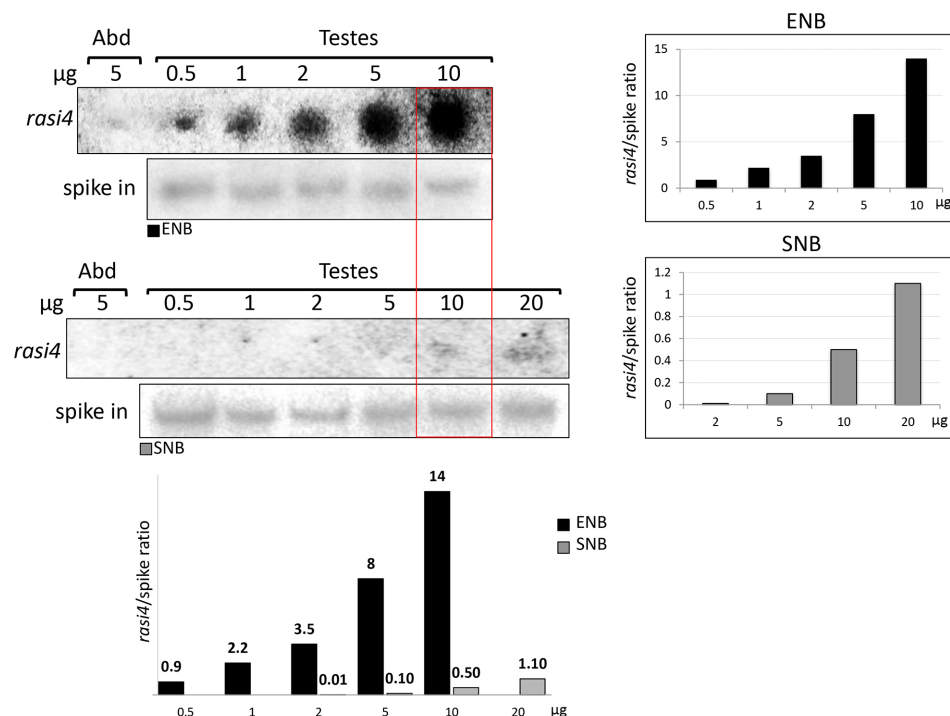 Abd Testes
µg 5 0.5 1 2 5 10
rasi4
spike in
ENB
Abd Testes
µg 5 0.5 1 2 5 10 20
rasi4
spike in
SNB
ENB
rasi4/spike ratio
15
10
5
0
0.5 1 2 5 10 µg
SNB
rasi4/spike ratio
1.2
1
0.8
0.6
0.4
0.2
0
2 5 10 20 µg
rasi4/spike ratio
14
8
3.5
2.2
0.9
0.01 0.10 0.50 1.10
0.5 1 2 5 10 20 µg
ENB
SNB